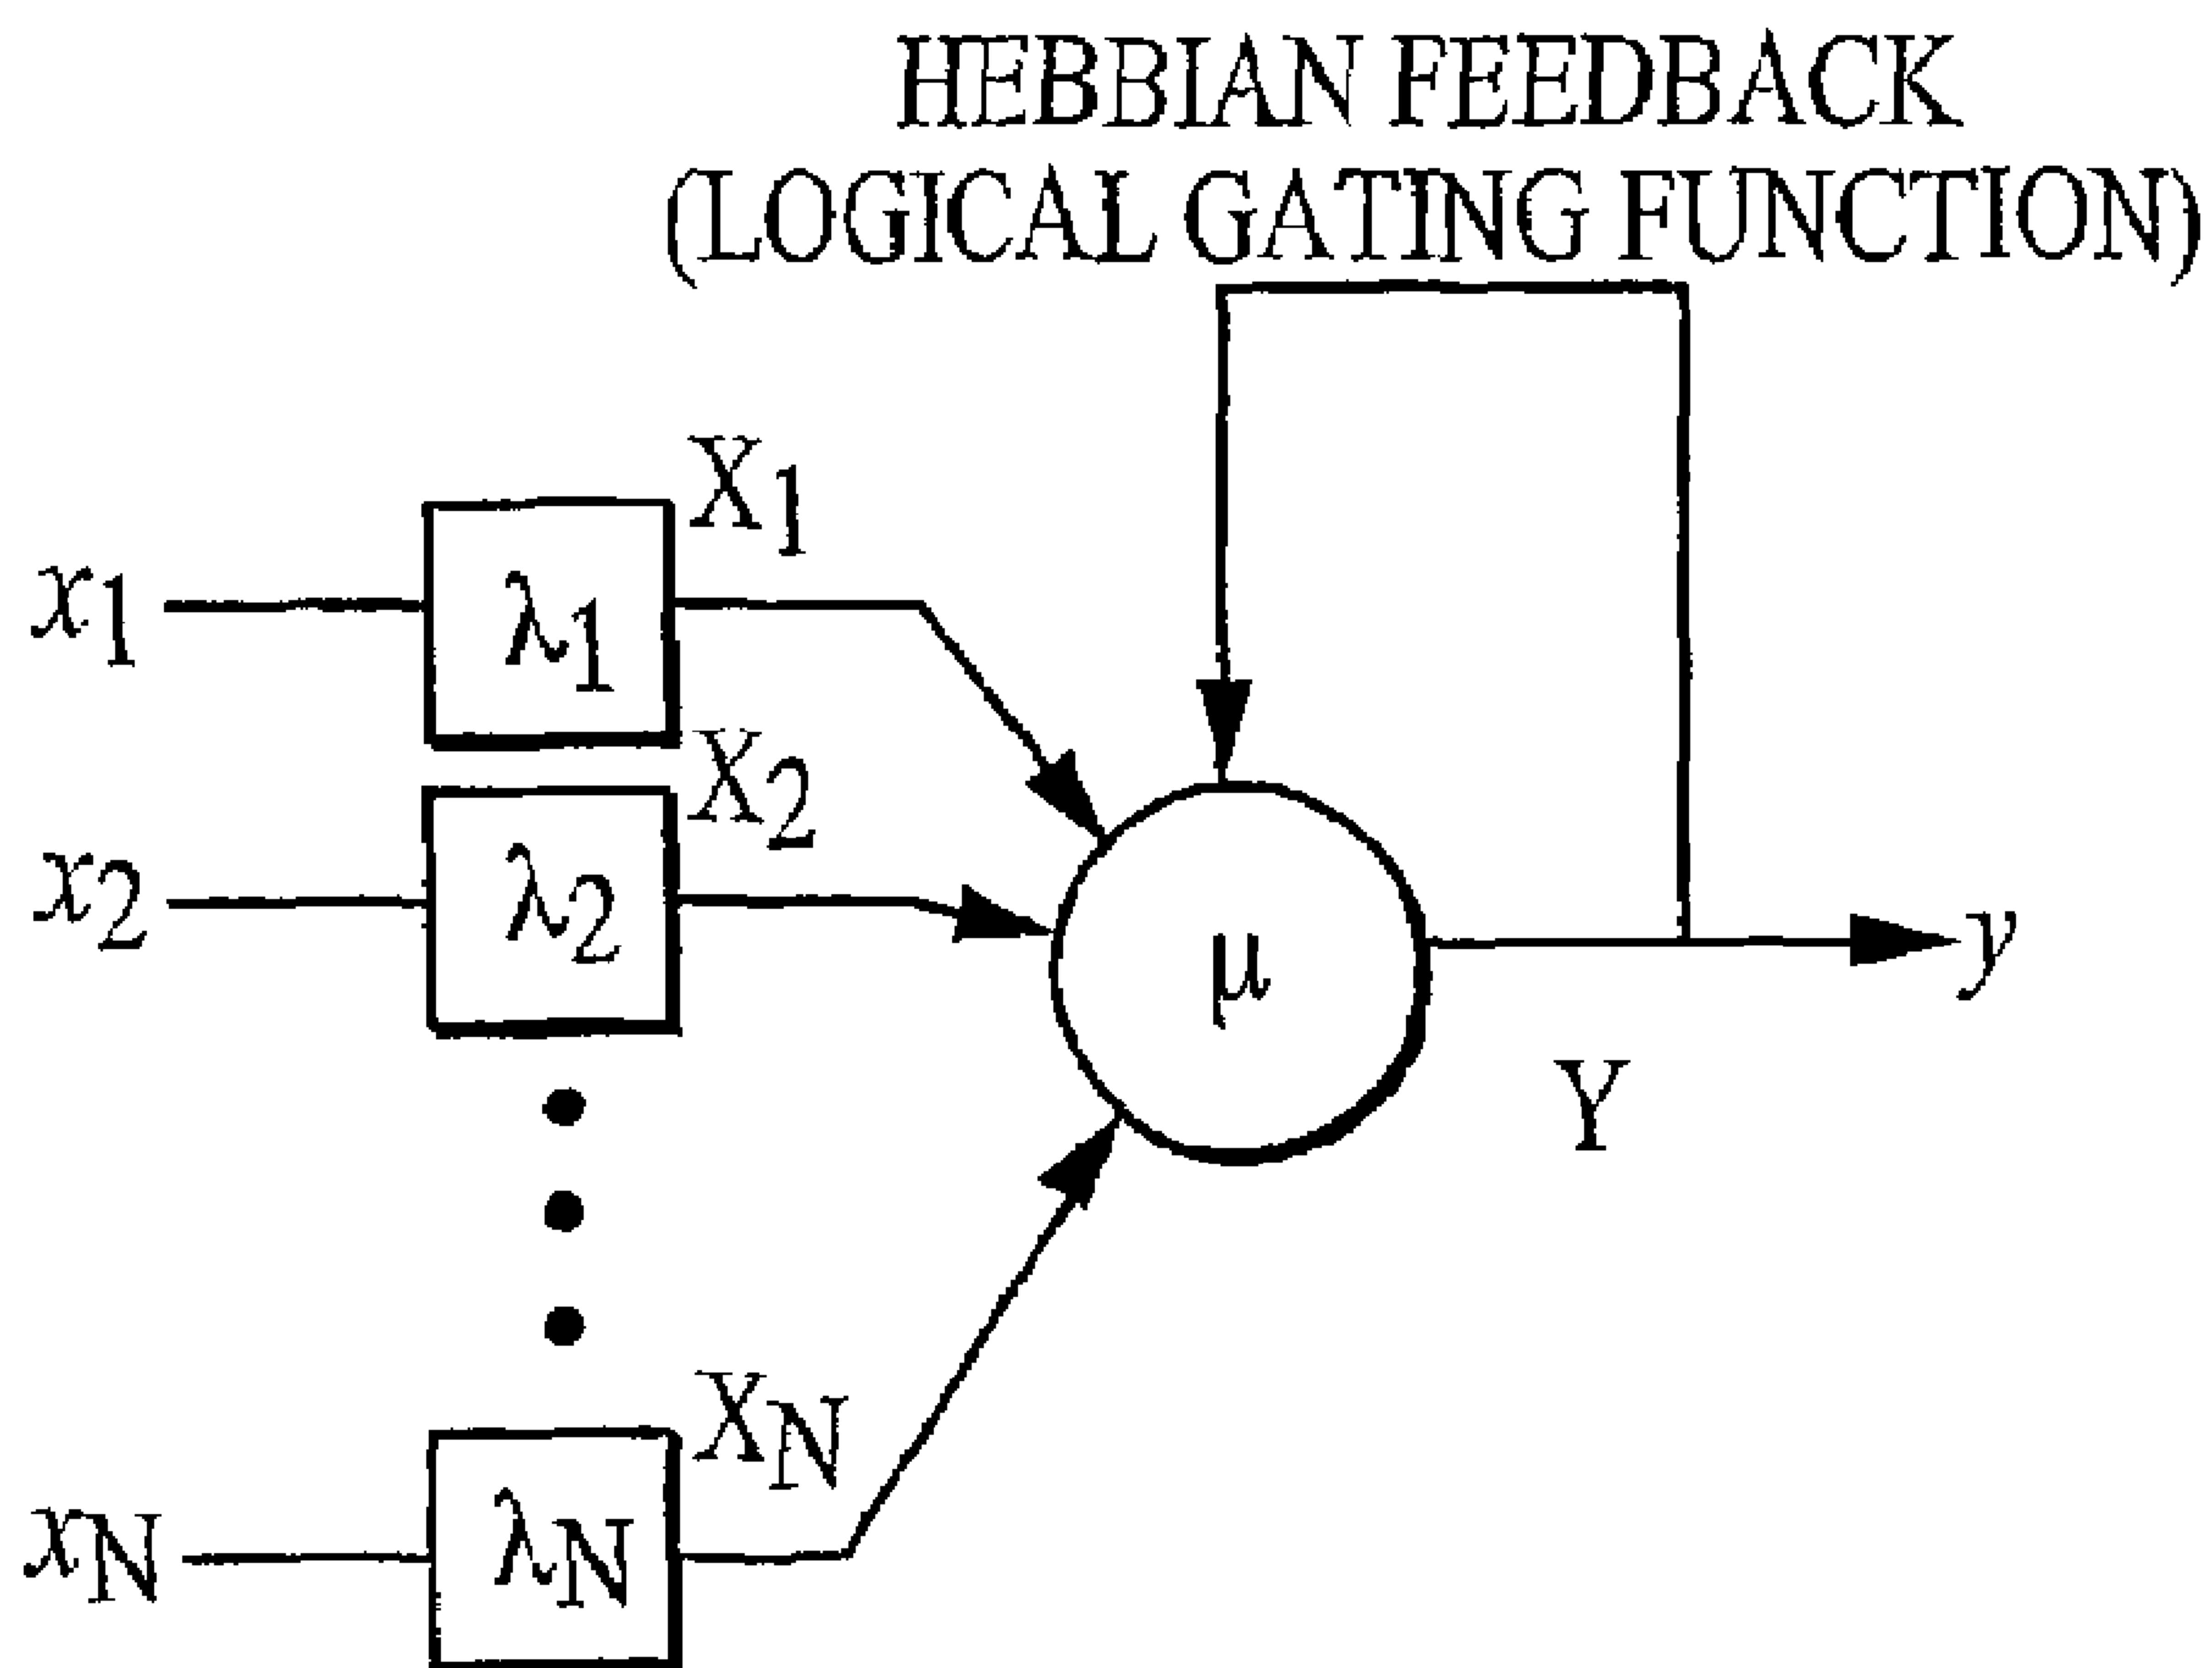 HEBBIAN FEEDBACK
(LOGICAL GATING FUNCTION)
X1
x1
λ1
X2
x2
λ2
μ
y
Y
XN
xN
λN